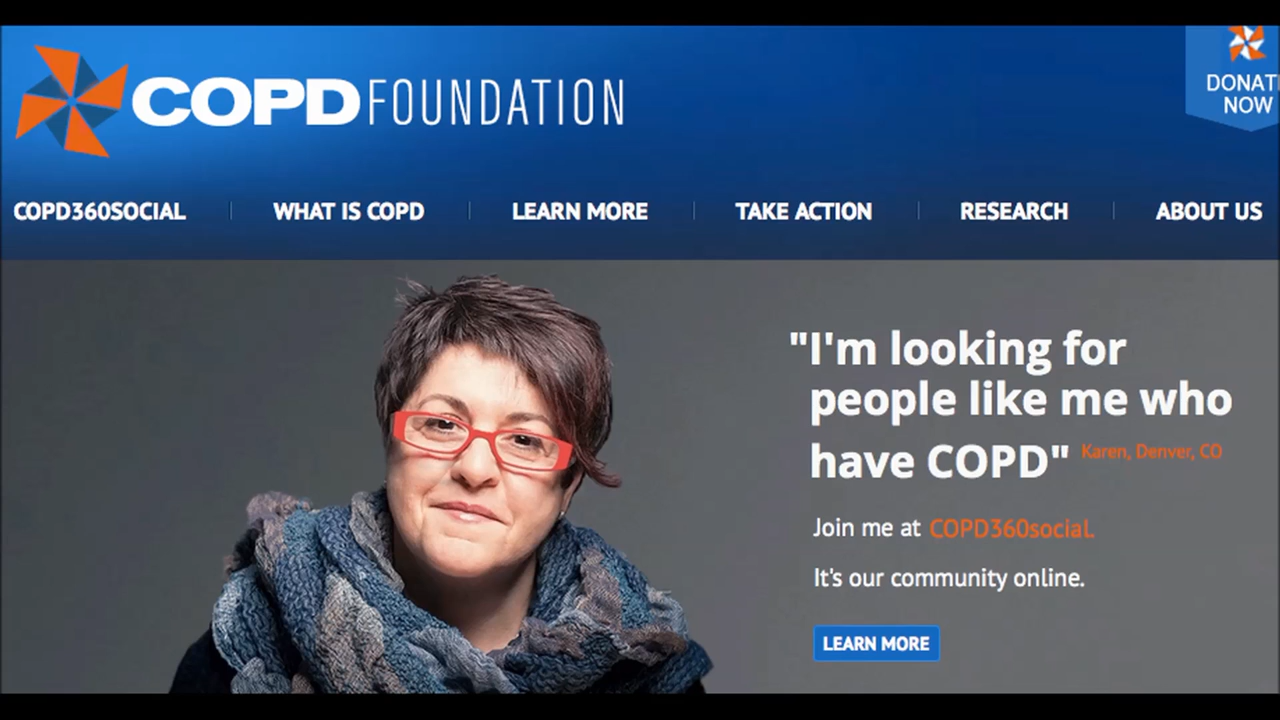 COPD FOUNDATION
DONAT
NOW
COPD360SOCIAL
WHAT IS COPD
LEARN MORE
TAKE ACTION
RESEARCH
ABOUT US
"I'm looking for
people like me who
have COPD" Karen, Denver, CO
Join me at COPD360sociaL
It's our community online.
LEARN MORE